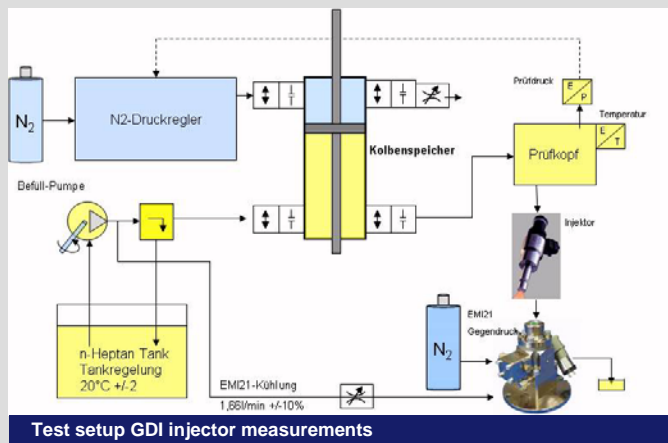 Prüfdruck
E
P
Temperatur
E
T
N2
N2-Druckregler
Kolbenspeicher
Prüfkopf
Befüll-Pumpe
Injektor
EMI21
Gegendruck
N2
n-Heptan Tank
Tankregelung
20°C +/-2
EMI21-Kühlung
1,66l/min +/-10%
Test setup GDI injector measurements